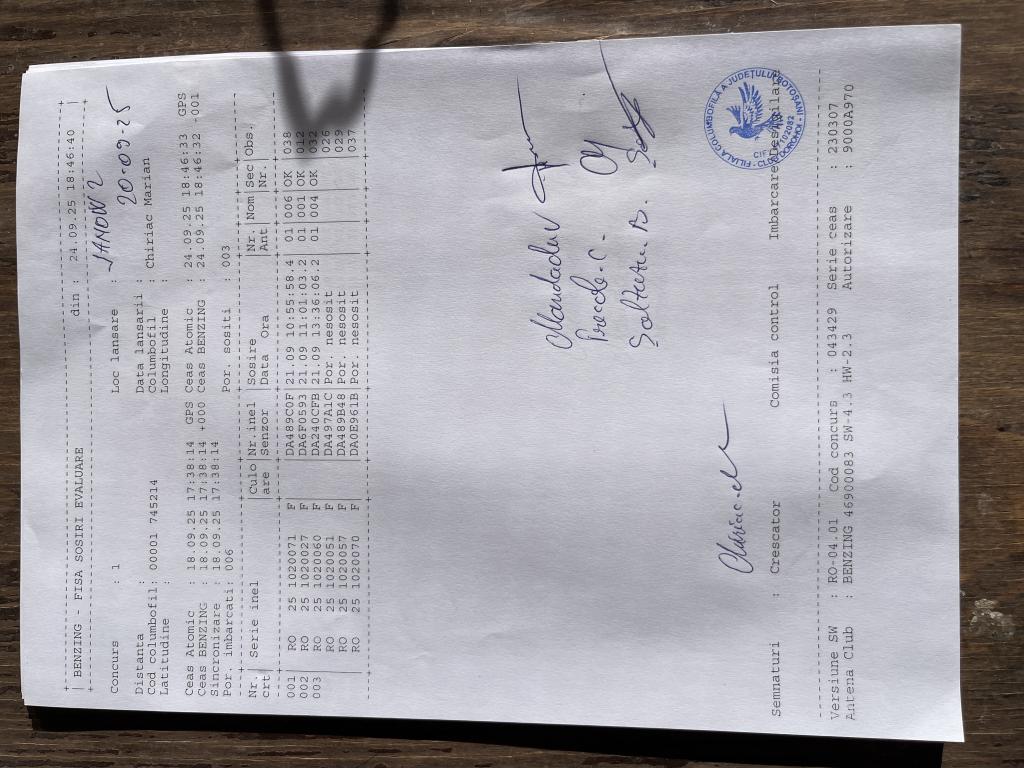 BENZING - FISA SOSIRI EVALUARE din : 24.09.25 18:46:40
Concurs : 1 Loc lansare : JANOW 2
Distanta : Data lansarii : 20-09-25
Cod columbofil : 00001 745214 Columbofil : Chiriac Marian
Latitudine : Longitudine :
Ceas Atomic : 18.09.25 17:38:14 GPS Ceas Atomic : 24.09.25 18:46:33 GPS
Ceas BENZING : 18.09.25 17:38:14 +000 Ceas BENZING : 24.09.25 18:46:32 -001
Sincronizare : 18.09.25 17:38:14
Por. imbarcati: 006 Por. sositi : 003
Nr. | Serie inel | Culo | Nr.inel | Sosire | Nr. | Nom | Sec | Obs. |
crt | | are | Senzor | Data Ora | Ant | | Nr. | |
001 | RO 25 1020071 F | | DA489C0F | 21.09 10:55:58.4 | 01 | 006 | OK | 038
002 | RO 25 1020027 F | | DA6F0593 | 21.09 11:01:03.2 | 01 | 001 | OK | 012
003 | RO 25 1020060 F | | DA240CFB | 21.09 13:36:06.2 | 01 | 004 | OK | 032
| RO 25 1020051 F | | DA497A1C | Por. nesosit | | | | 026
| RO 25 1020057 F | | DA489B48 | Por. nesosit | | | | 029
| RO 25 1020070 F | | DA0E961B | Por. nesosit | | | | 037
Semnaturi : Crescator Comisia control Imbarcare
FILIALA COLUMBOFILA A JUDETULUI BOTOSANI
Versiune SW : RO-04.01 Cod concurs : 043429 Serie ceas : 230307
Antena Club : BENZING 46900083 SW-4.3 HW-2.3 Autorizare : 9000A970